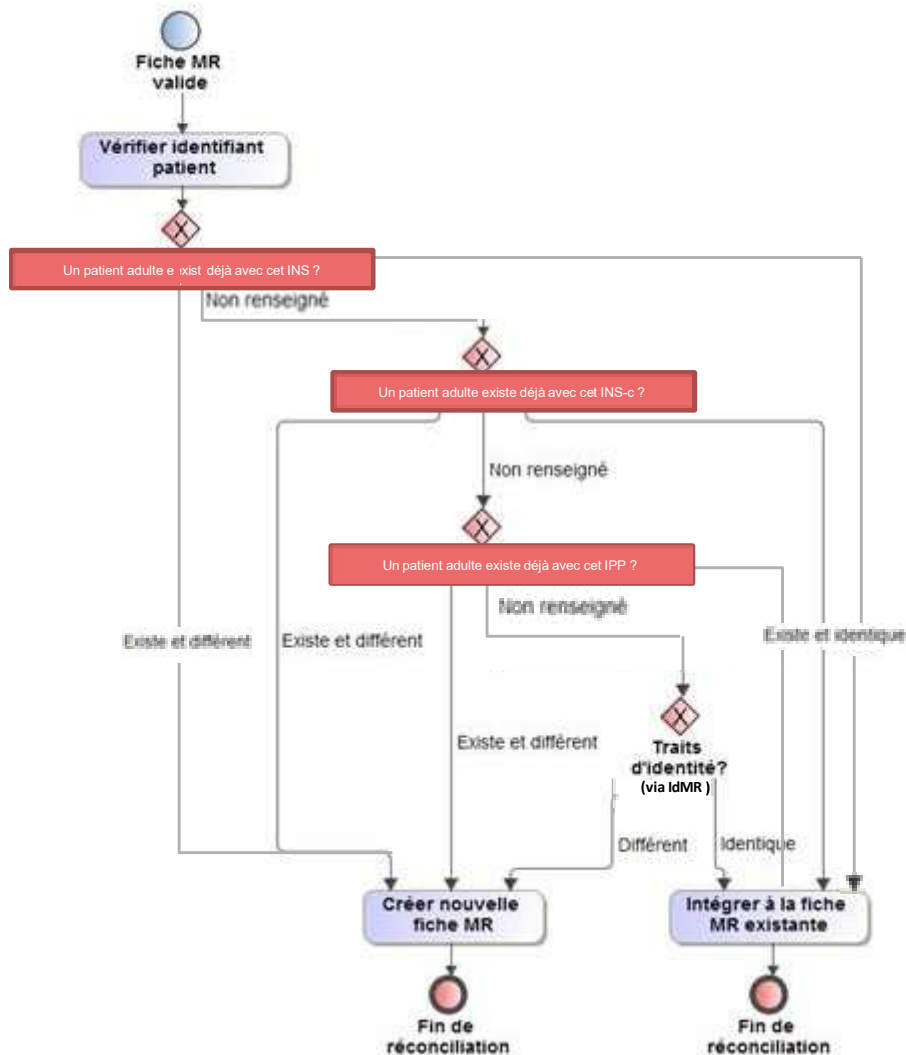 Fiche MR
valide
Vérifier identifiant
patient
X
Un patient adulte e xist déjà avec cet INS ?
Non renseigné
X
Un patient adulte existe déjà avec cet INS-c ?
Non renseigné
X
Un patient adulte existe déjà avec cet IPP ?
Non renseigné
Existe et différent
Existe et différent
Existe et identique
X
Existe et différent
Traits
d'identité?
(via IdMR )
Différent
Identique
Créer nouvelle
fiche MR
Intégrer à la fiche
MR existante
Fin de
réconciliation
Fin de
réconciliation